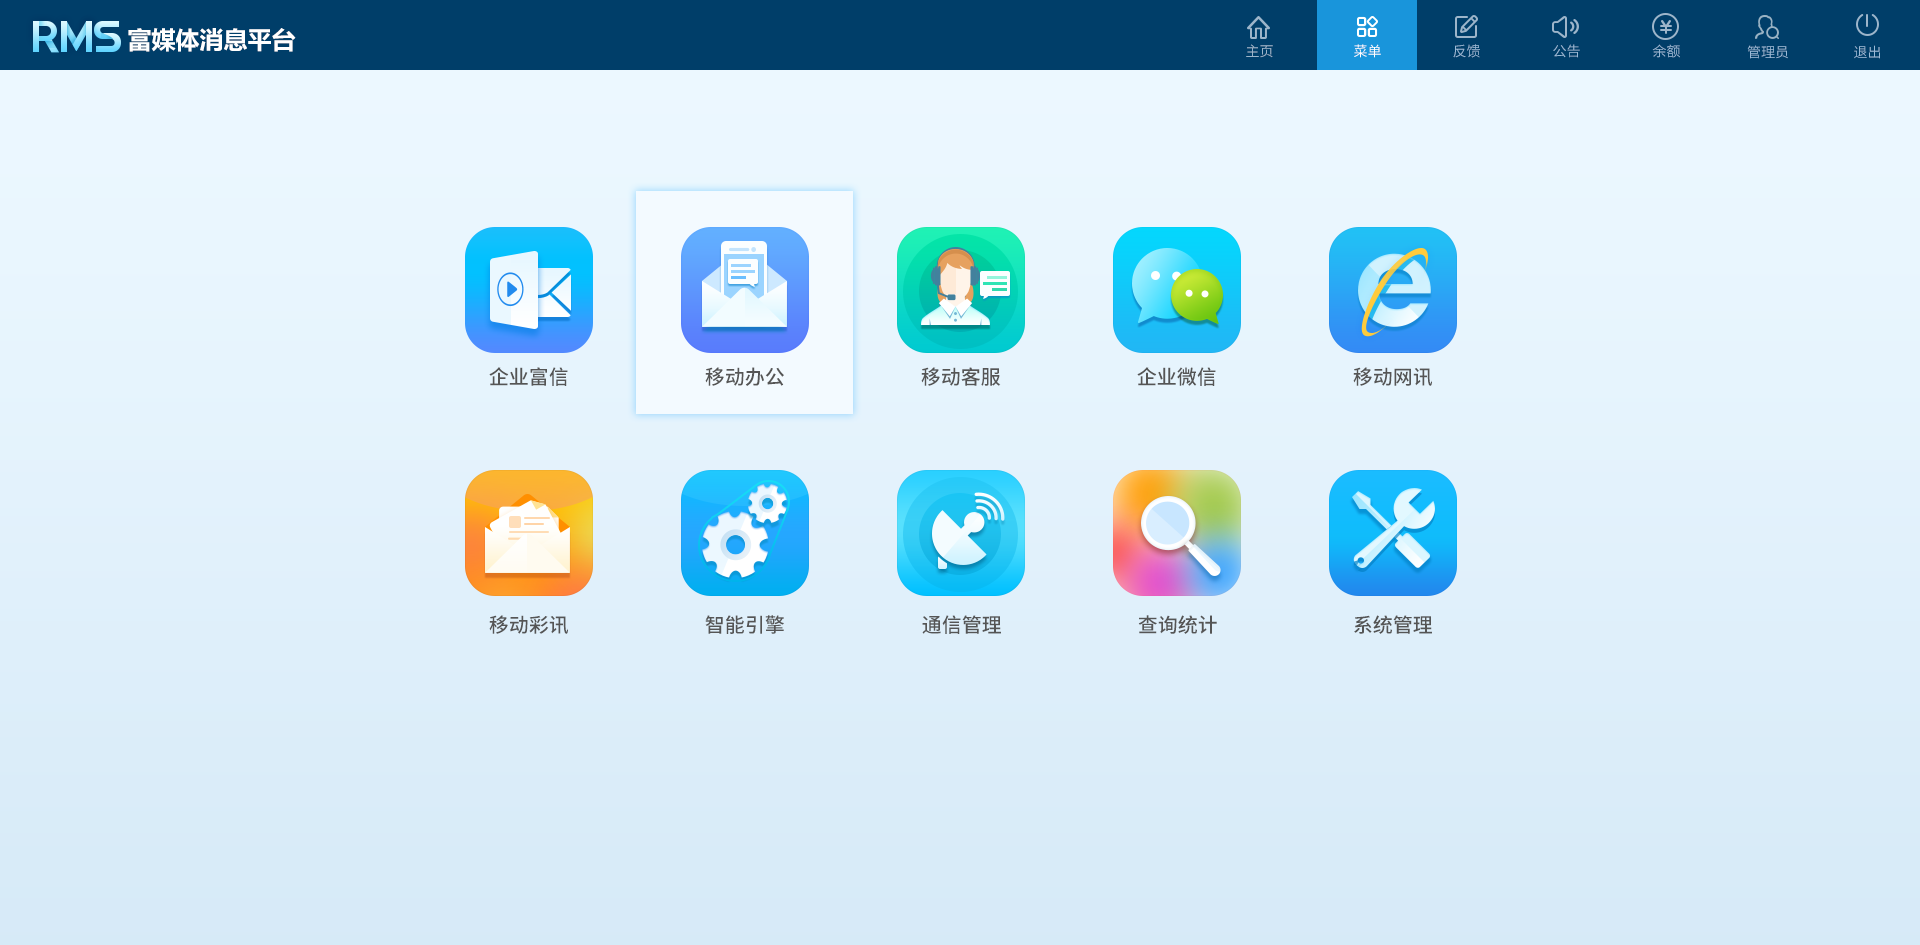 RMS 富媒体消息平台
主页
菜单
反馈
公告
余额
管理员
退出
企业富信
移动办公
移动客服
企业微信
移动网讯
移动彩讯
智能引擎
通信管理
查询统计
系统管理